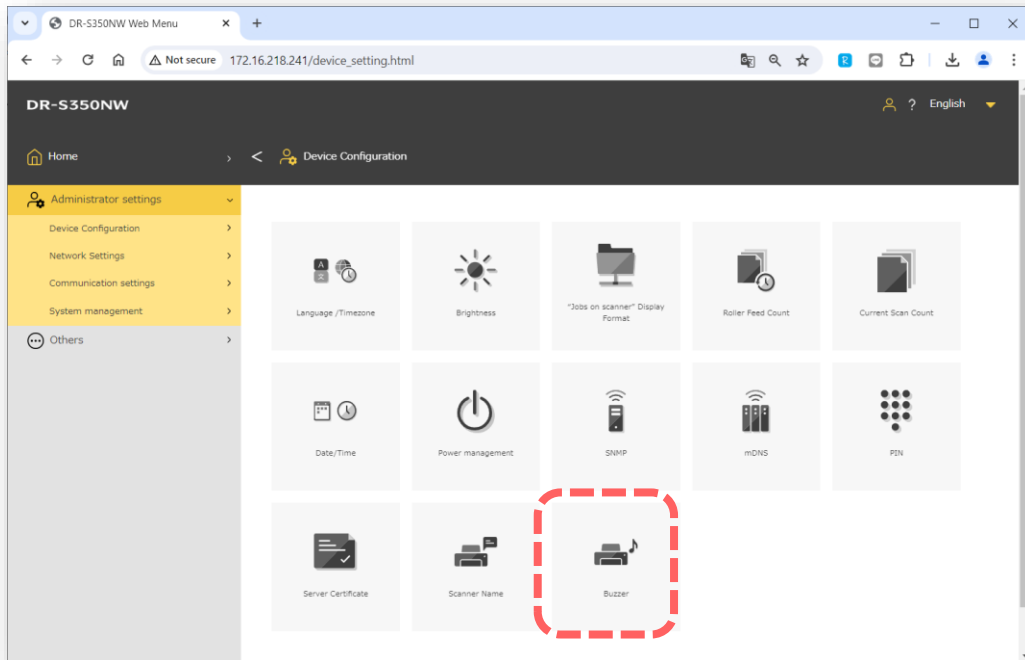 DR-S350NW Web Menu
Not secure 172.16.218.241/device_setting.html
DR-S350NW
? English
Home
Device Configuration
Administrator settings
Device Configuration
Network Settings
Communication settings
System management
Others
Language /Timezone
Brightness
"Jobs on scanner" Display
Format
Roller Feed Count
Current Scan Count
Date/Time
Power management
SNMP
mDNS
PIN
Server Certificate
Scanner Name
Buzzer